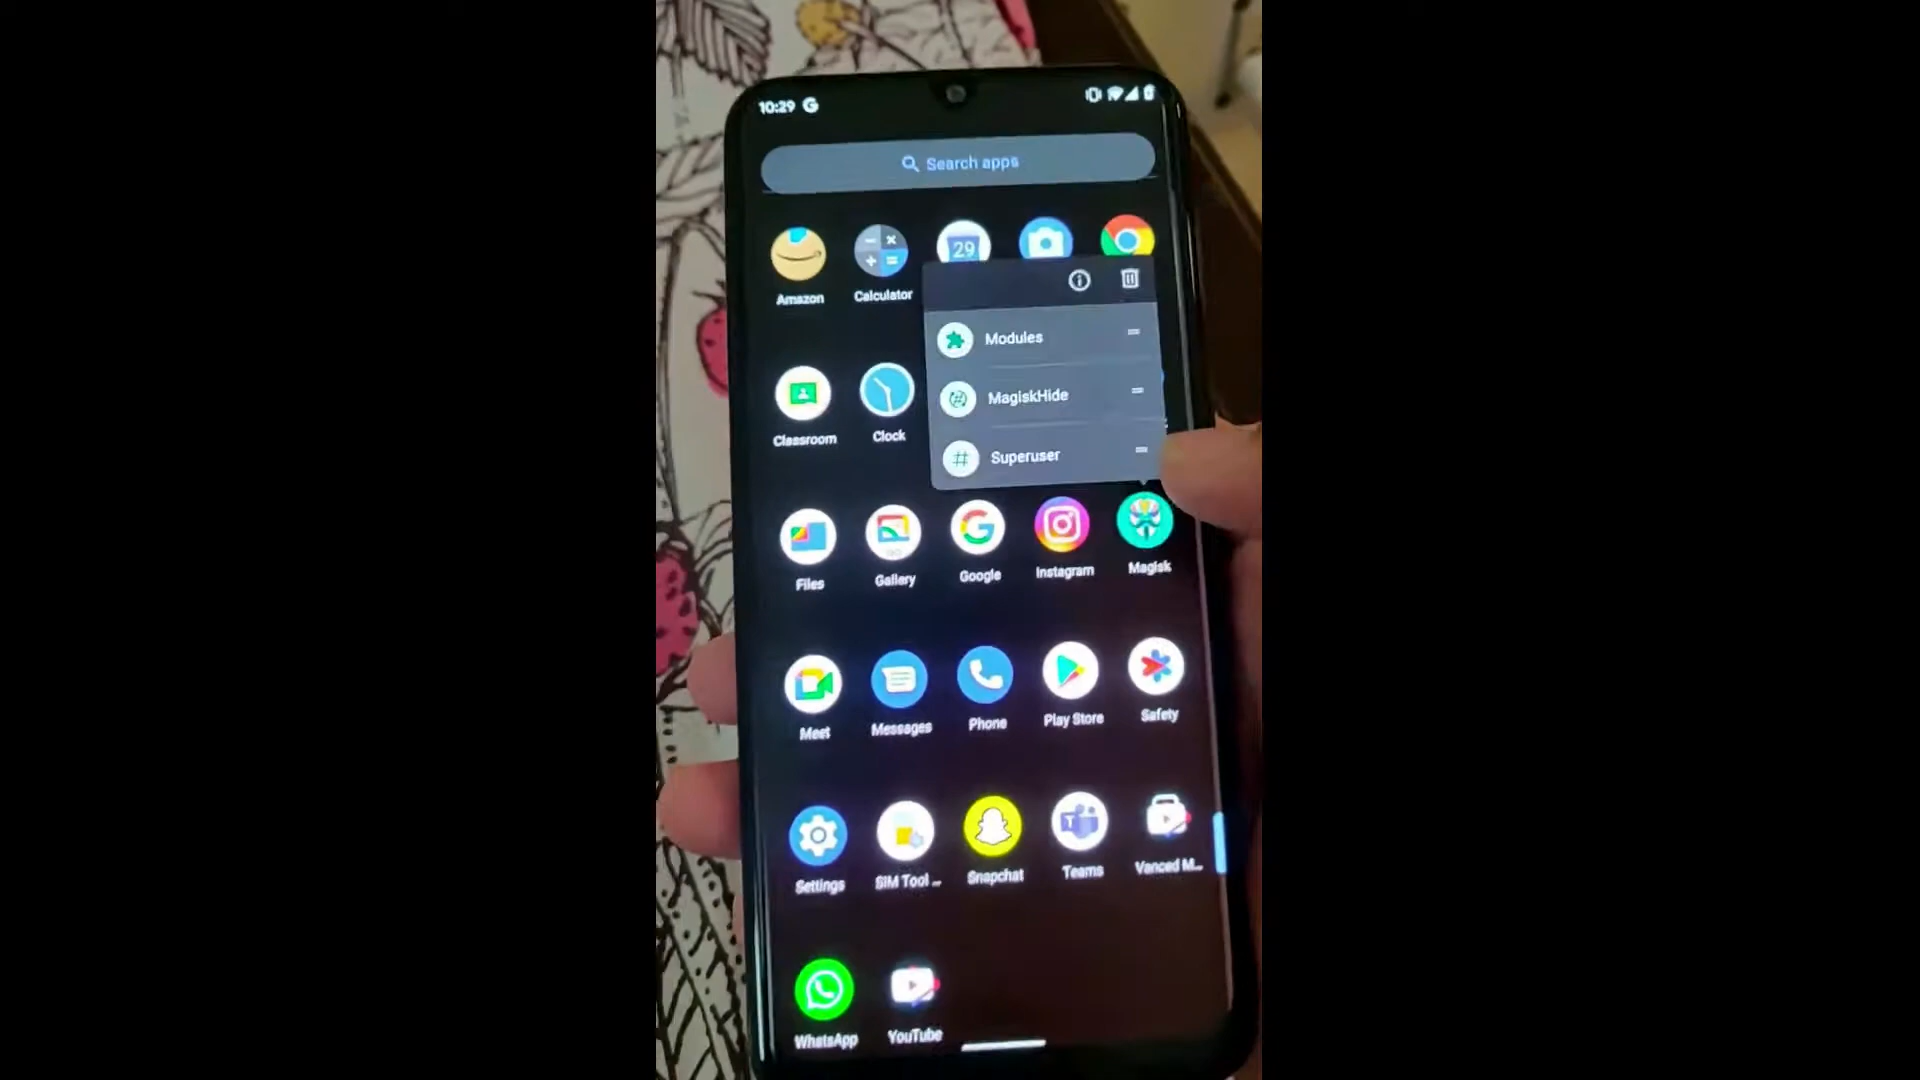 10:29
Search apps
29
Amazon
Calculator
Modules
MagiskHide
Superuser
Classroom
Clock
Files
Gallery
Google
Instagram
Magisk
Meet
Messages
Phone
Play Store
Safety
Settings
SIM Tool ...
Snapchat
Teams
Vanced M...
WhatsApp
YouTube